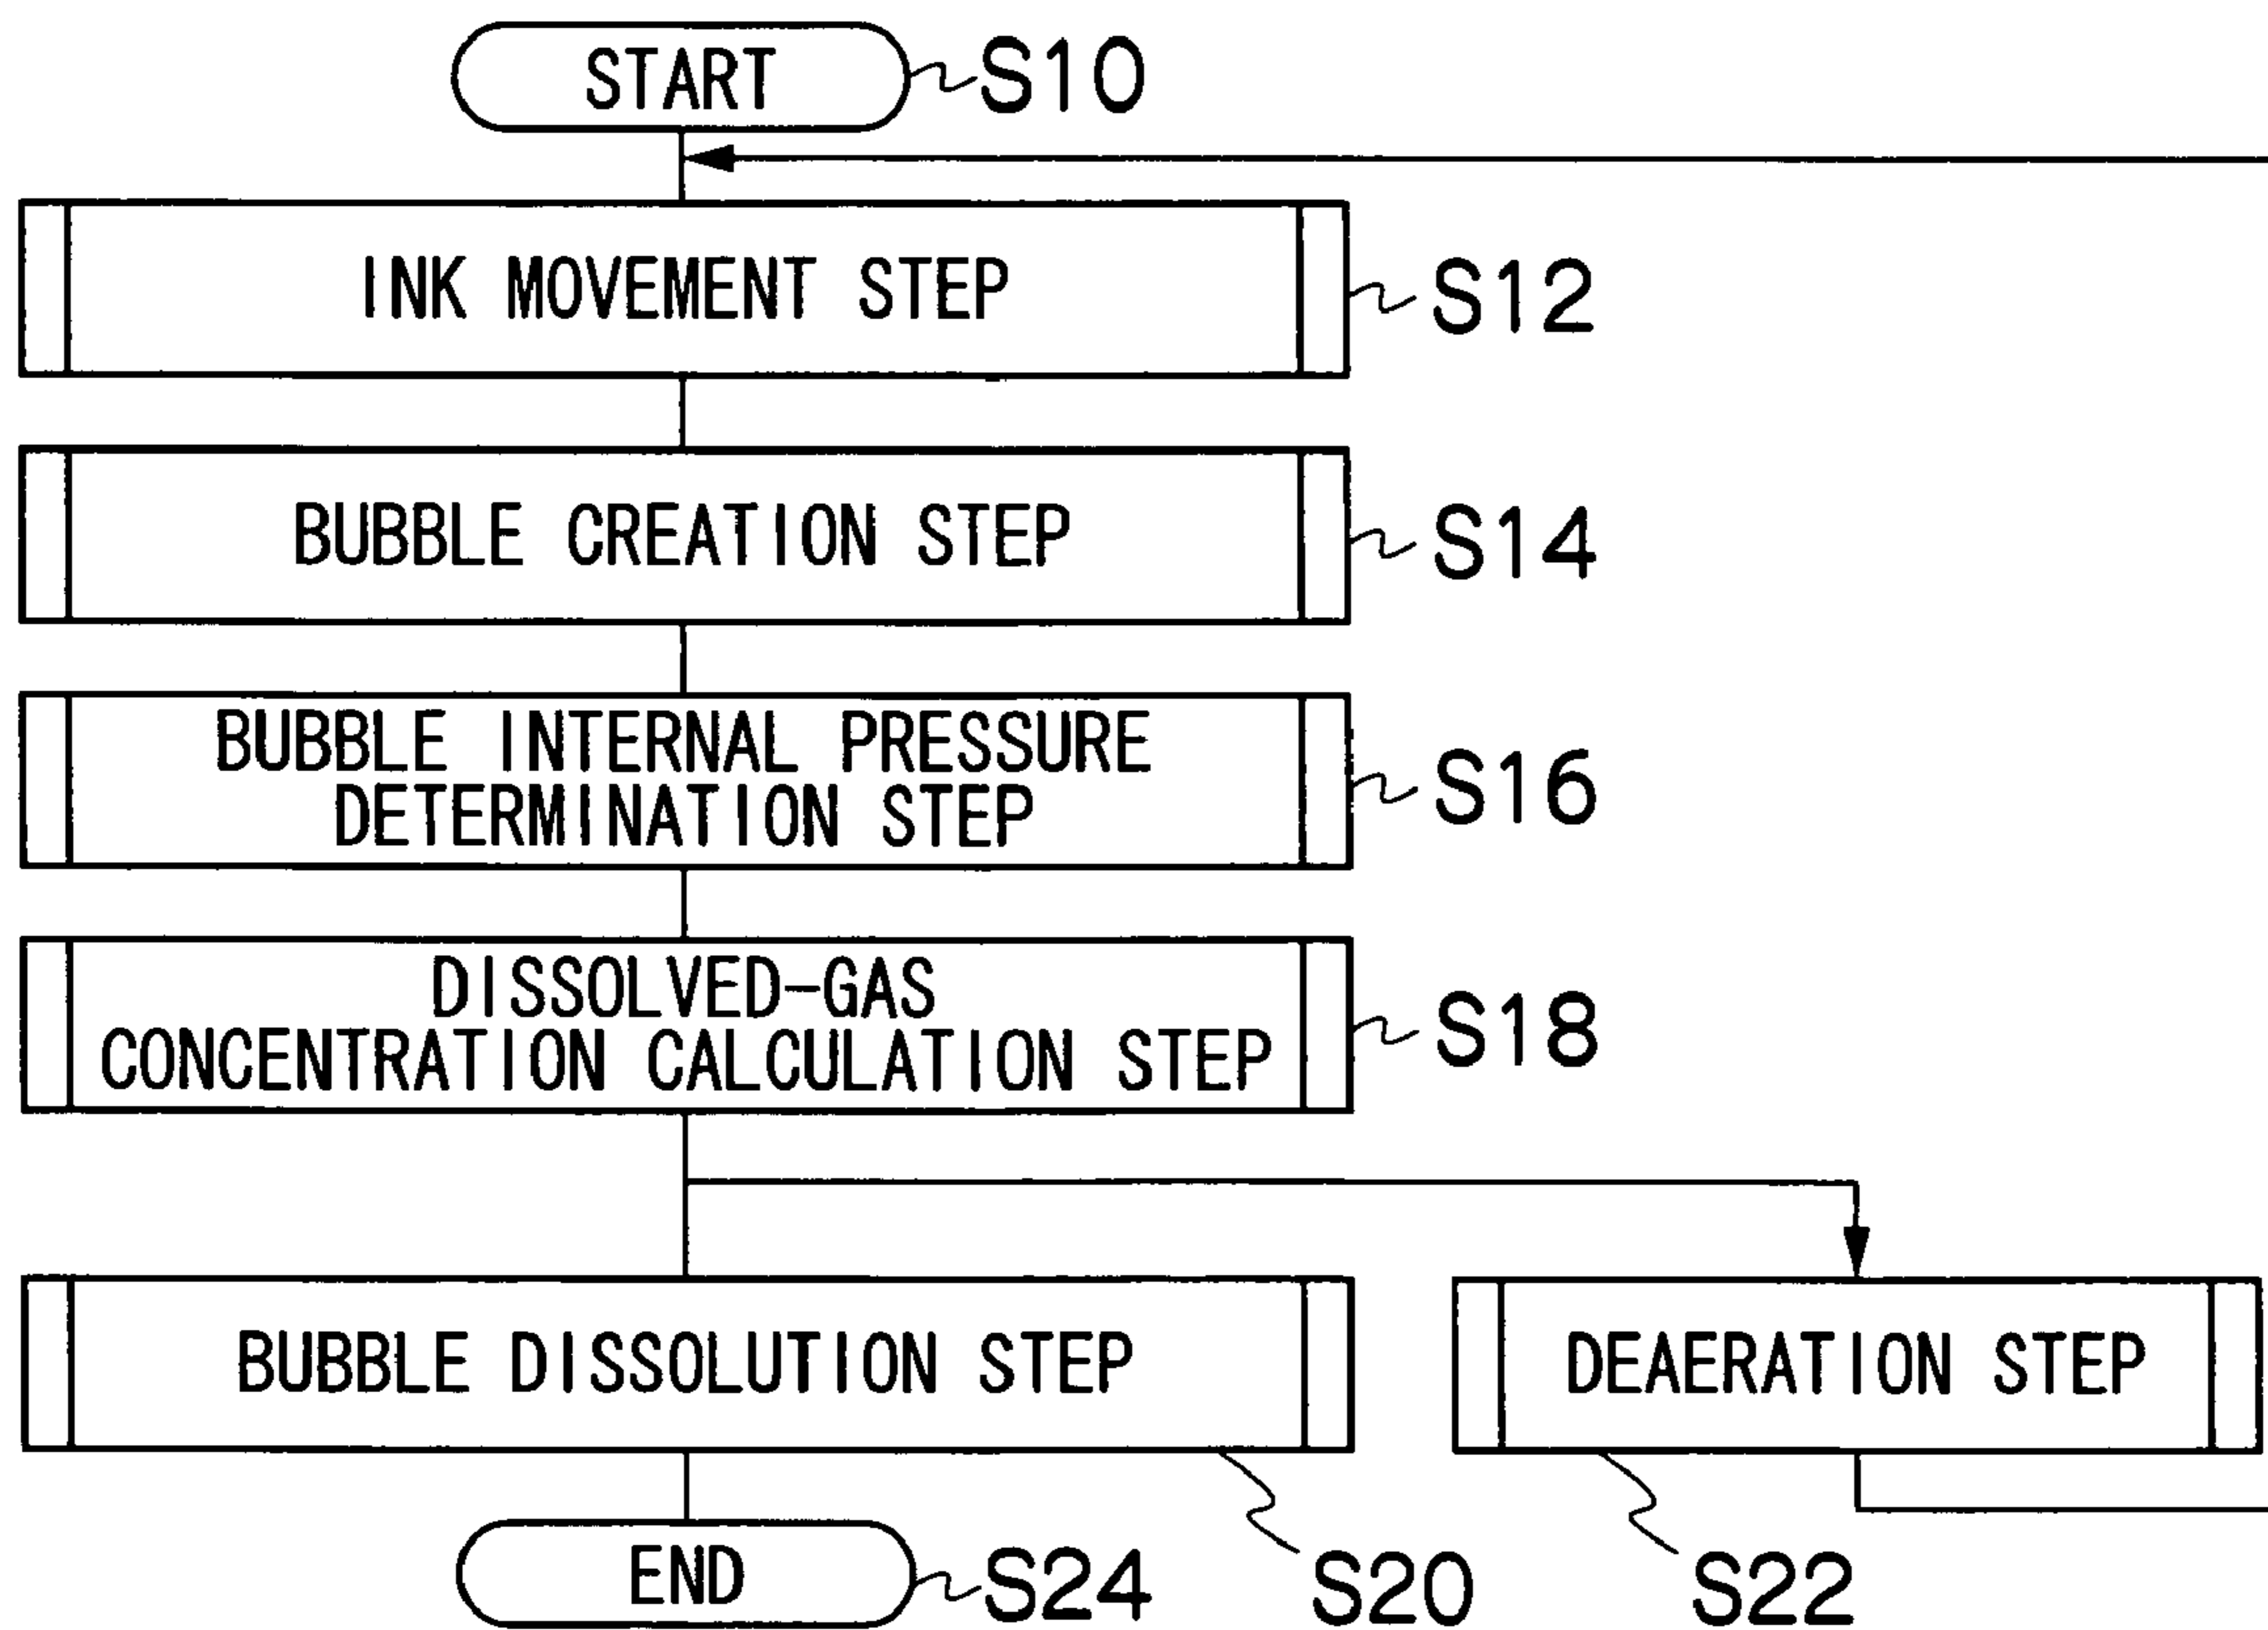 START
S10
INK MOVEMENT STEP
S12
BUBBLE CREATION STEP
S14
BUBBLE INTERNAL PRESSURE
DETERMINATION STEP
S16
DISSOLVED-GAS
CONCENTRATION CALCULATION STEP
S18
BUBBLE DISSOLUTION STEP
DEAERATION STEP
END
S24
S20
S22